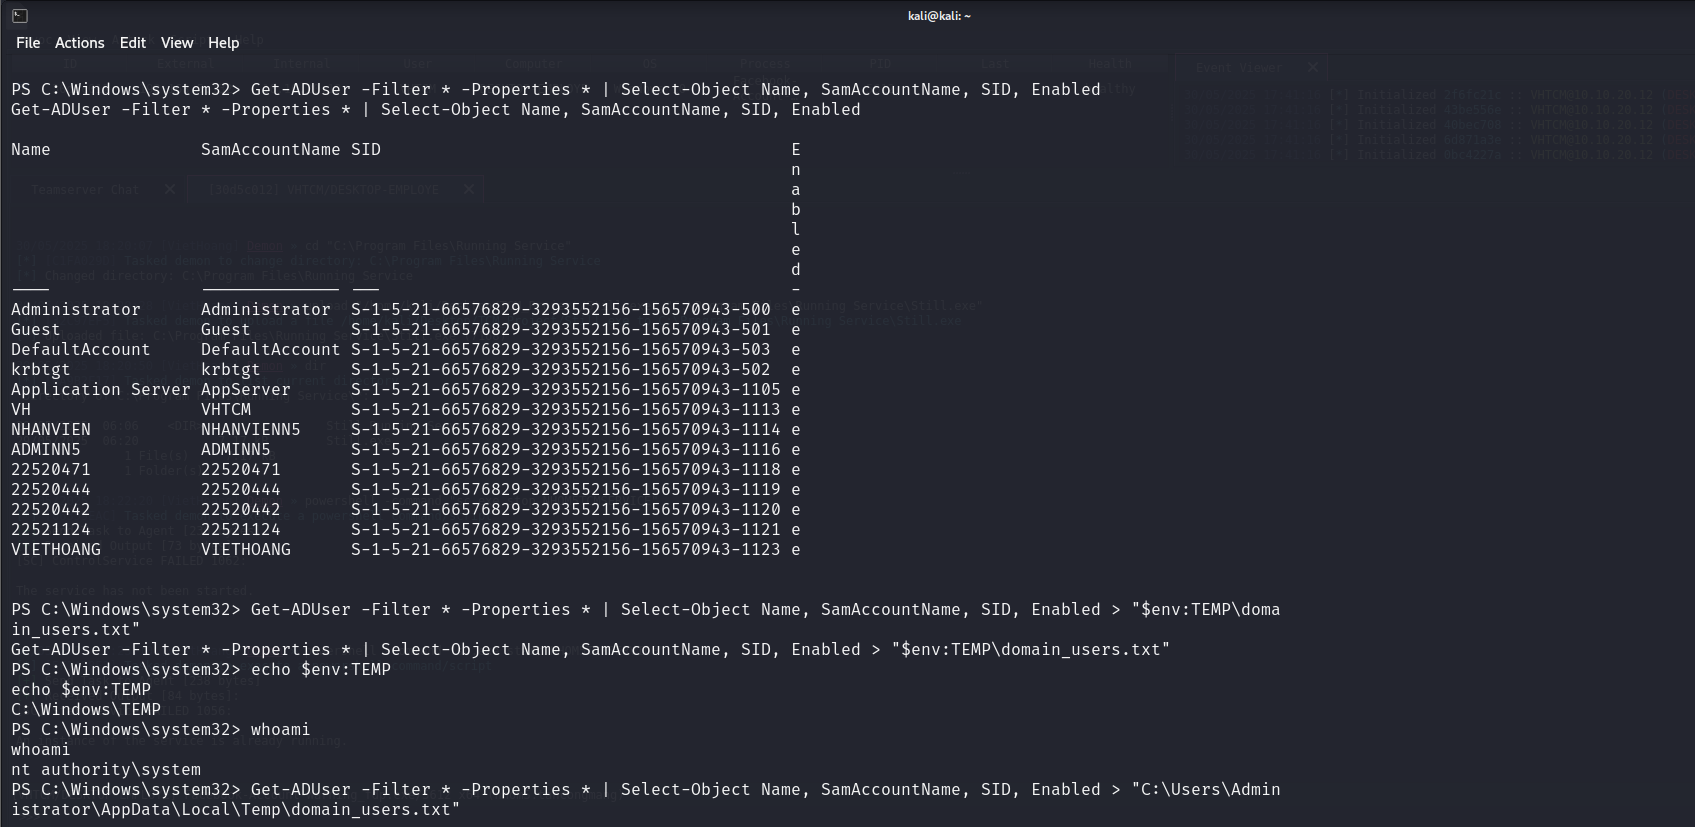 kali@kali: ~
File Actions Edit View Help
PS C:\Windows\system32> Get-ADUser -Filter * -Properties * | Select-Object Name, SamAccountName, SID, Enabled
Get-ADUser -Filter * -Properties * | Select-Object Name, SamAccountName, SID, Enabled
Name SamAccountName SID E
n
a
b
l
e
d
---- -------------- --- -
Administrator Administrator S-1-5-21-66576829-3293552156-156570943-500 e
Guest Guest S-1-5-21-66576829-3293552156-156570943-501 e
DefaultAccount DefaultAccount S-1-5-21-66576829-3293552156-156570943-503 e
krbtgt krbtgt S-1-5-21-66576829-3293552156-156570943-502 e
Application Server AppServer S-1-5-21-66576829-3293552156-156570943-1105 e
VH VHTCM S-1-5-21-66576829-3293552156-156570943-1113 e
NHANVIEN NHANVIENN5 S-1-5-21-66576829-3293552156-156570943-1114 e
ADMINN5 ADMINN5 S-1-5-21-66576829-3293552156-156570943-1116 e
22520471 22520471 S-1-5-21-66576829-3293552156-156570943-1118 e
22520444 22520444 S-1-5-21-66576829-3293552156-156570943-1119 e
22520442 22520442 S-1-5-21-66576829-3293552156-156570943-1120 e
22521124 22521124 S-1-5-21-66576829-3293552156-156570943-1121 e
VIETHOANG VIETHOANG S-1-5-21-66576829-3293552156-156570943-1123 e
PS C:\Windows\system32> Get-ADUser -Filter * -Properties * | Select-Object Name, SamAccountName, SID, Enabled > "$env:TEMP\doma
in_users.txt"
Get-ADUser -Filter * -Properties * | Select-Object Name, SamAccountName, SID, Enabled > "$env:TEMP\domain_users.txt"
PS C:\Windows\system32> echo $env:TEMP
echo $env:TEMP
C:\Windows\TEMP
PS C:\Windows\system32> whoami
whoami
nt authority\system
PS C:\Windows\system32> Get-ADUser -Filter * -Properties * | Select-Object Name, SamAccountName, SID, Enabled > "C:\Users\Admin
istrator\AppData\Local\Temp\domain_users.txt"